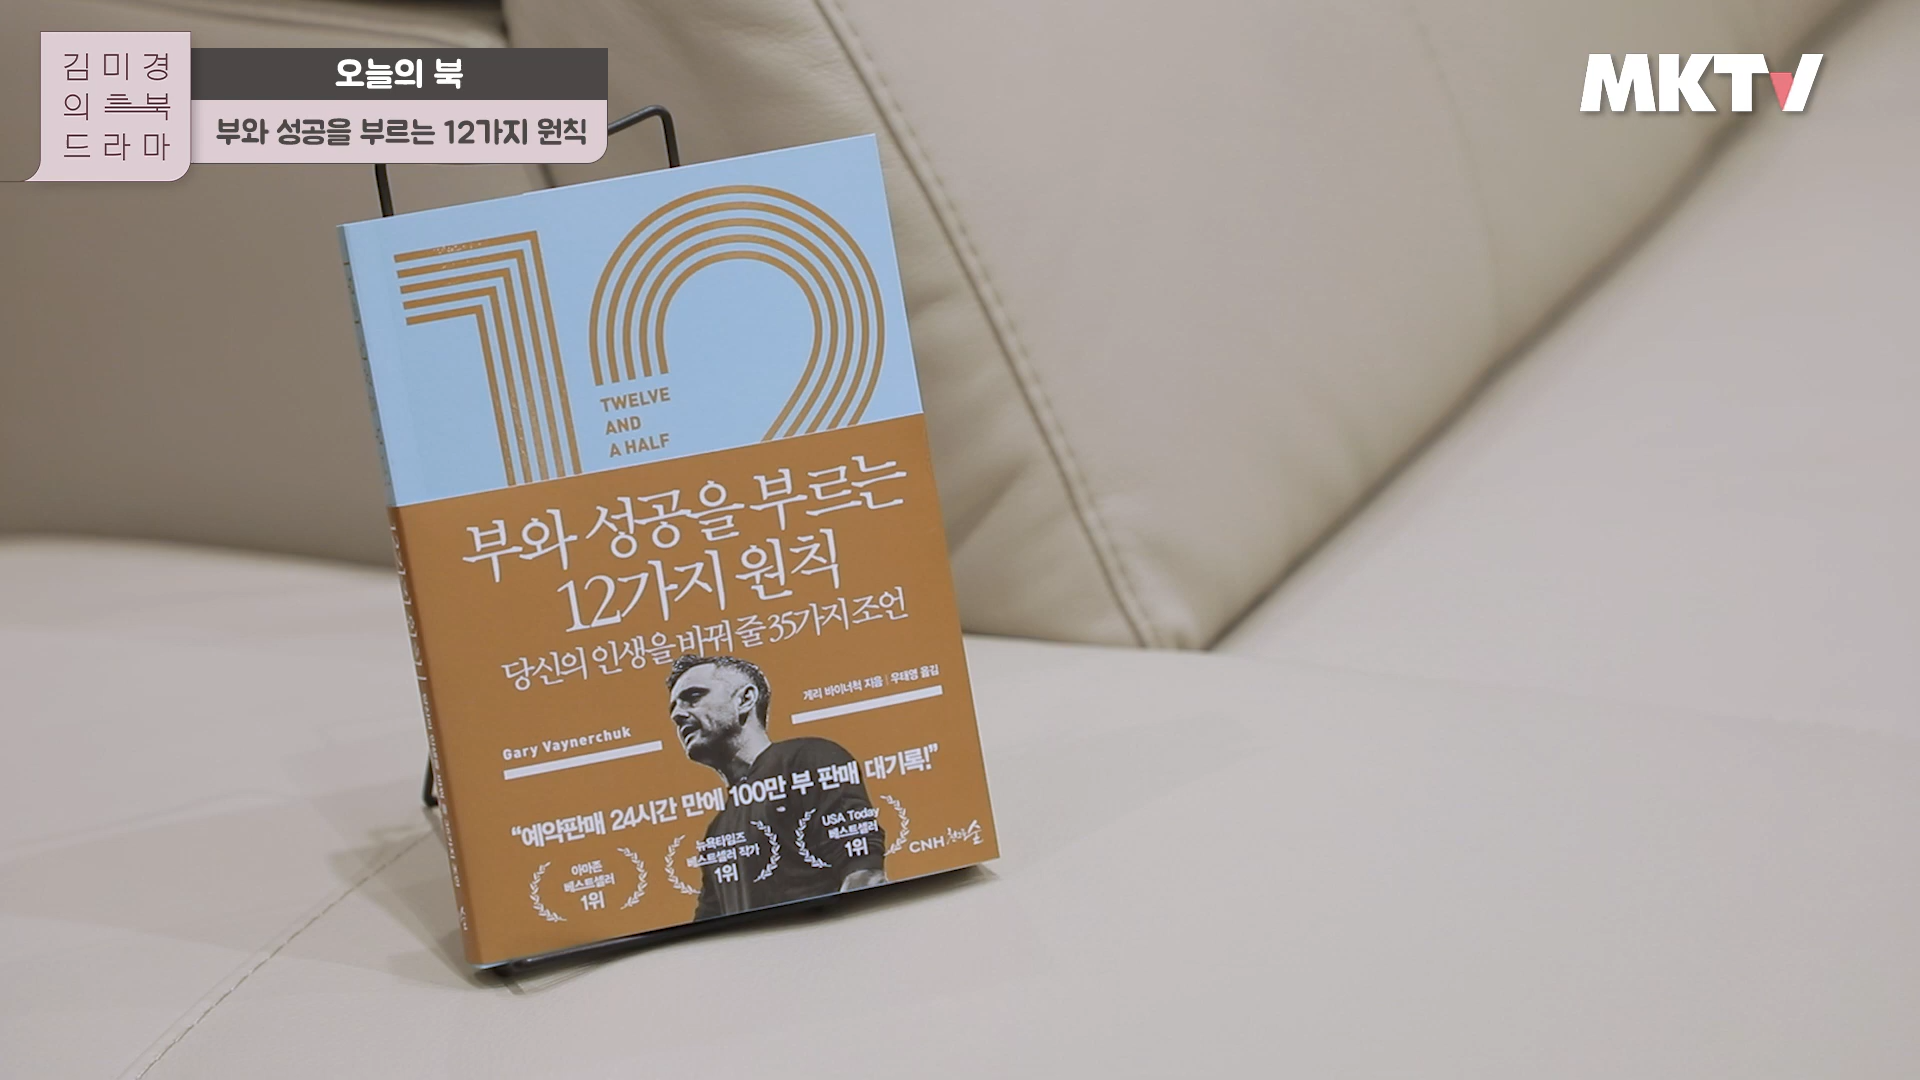 김미경
의 북
드라마
오늘의 북
부와 성공을 부르는 12가지 원칙
MKTV
12
TWELVE
AND
A HALF
부와 성공을 부르는
12가지 원칙
당신의 인생을 바꿔 줄 35가지 조언
게리 바이너척 지음 | 우태영 옮김
Gary Vaynerchuk
“예약판매 24시간 만에 100만 부 판매 대기록!”
아마존
베스트셀러
1위
뉴욕타임즈
베스트셀러 작가
1위
USA Today
베스트셀러
1위
CNH 천그루숲